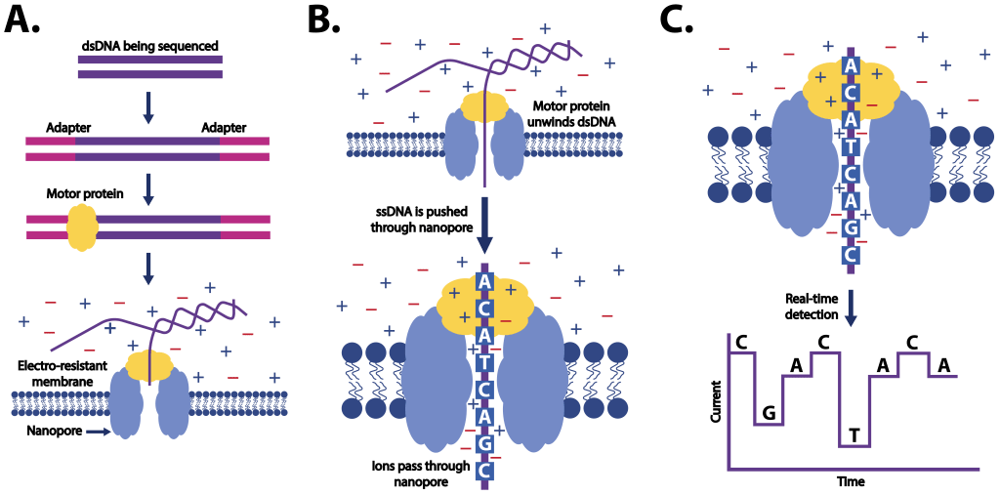 A.
dsDNA being sequenced
Adapter
Adapter
Motor protein
Electro-resistant
membrane
Nanopore
B.
Motor protein
unwinds dsDNA
ssDNA is pushed
through nanopore
A
C
A
T
C
A
G
C
Ions pass through
nanopore
C.
A
C
A
T
C
A
G
C
Real-time
detection
Current
C
G
A
C
T
A
C
A
Time